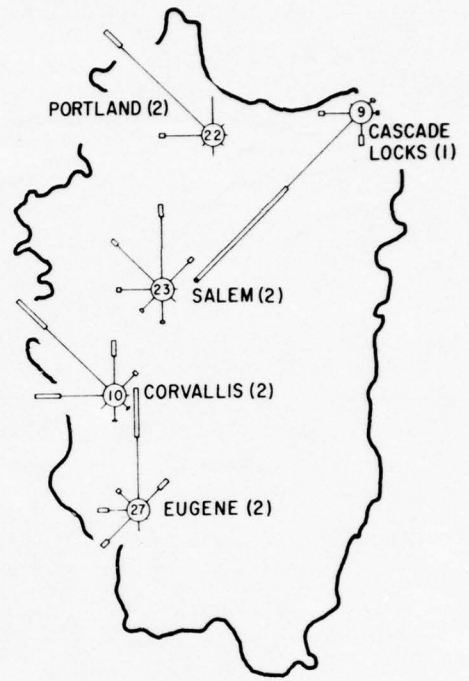 PORTLAND (2)
22
9
CASCADE
LOCKS (1)
23
SALEM (2)
10
CORVALLIS (2)
27
EUGENE (2)